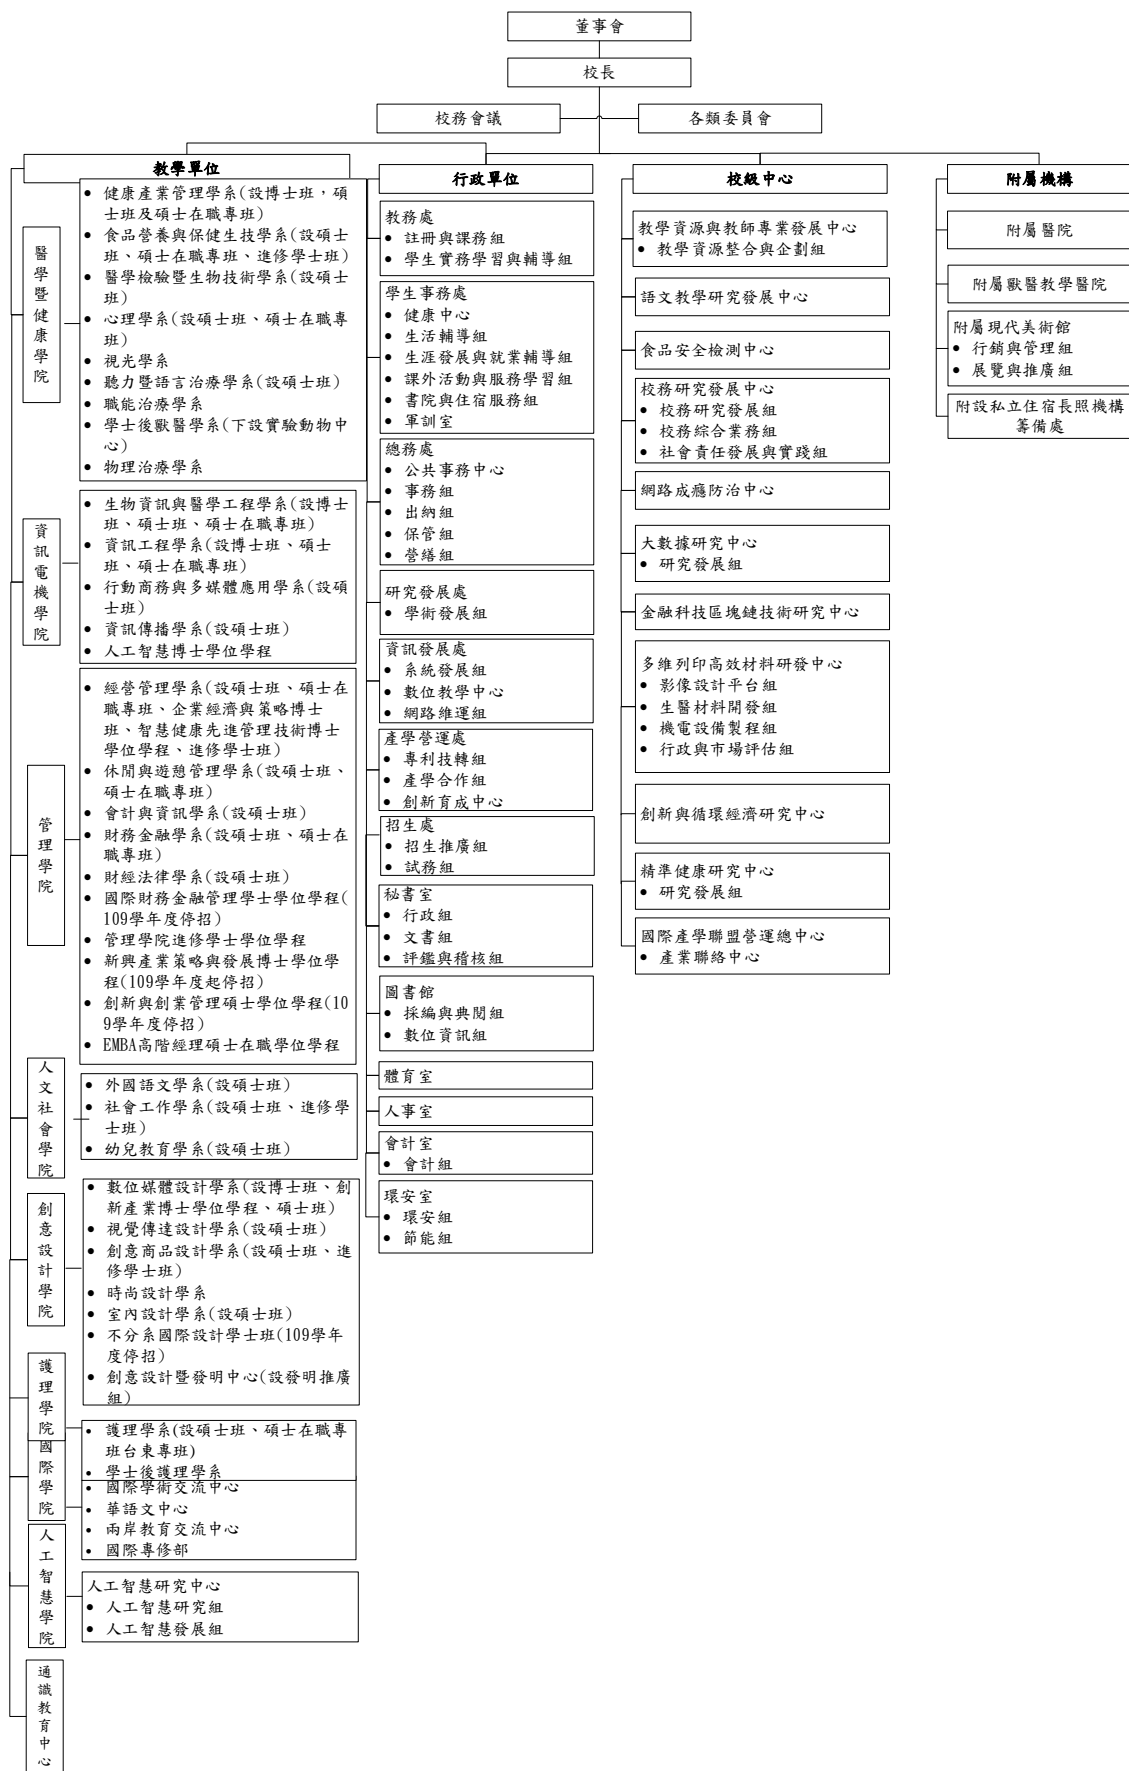 董事會
校長
校務會議
各類委員會
教學單位
醫學暨健康學院
● 健康產業管理學系(設博士班，碩
士班及碩士在職專班)
● 食品營養與保健生技學系(設碩士
班、碩士在職專班、進修學士班)
● 醫學檢驗暨生物技術學系(設碩士
班)
● 心理學系(設碩士班、碩士在職專
班)
● 視光學系
● 聽力暨語言治療學系(設碩士班)
● 職能治療學系
● 學士後獸醫學系(下設實驗動物中
心)
● 物理治療學系
資訊電機學院
● 生物資訊與醫學工程學系(設博士
班、碩士班、碩士在職專班)
● 資訊工程學系(設博士班、碩士
班、碩士在職專班)
● 行動商務與多媒體應用學系(設碩
士班)
● 資訊傳播學系(設碩士班)
● 人工智慧博士學位學程
管理學院
● 經營管理學系(設碩士班、碩士在
職專班、企業經濟與策略博士
班、智慧健康先進管理技術博士
學位學程、進修學士班)
● 休閒與遊憩管理學系(設碩士班、
碩士在職專班)
● 會計與資訊學系(設碩士班)
● 財務金融學系(設碩士班、碩士在
職專班)
● 財經法律學系(設碩士班)
● 國際財務金融管理學士學位學程(
109學年度停招)
● 管理學院進修學士學位學程
● 新興產業策略與發展博士學位學
程(109學年度起停招)
● 創新與創業管理碩士學位學程(10
9學年度停招)
● EMBA高階經理碩士在職學位學程
人文社會學院
● 外國語文學系(設碩士班)
● 社會工作學系(設碩士班、進修學
士班)
● 幼兒教育學系(設碩士班)
創意設計學院
● 數位媒體設計學系(設博士班、創
新產業博士學位學程、碩士班)
● 視覺傳達設計學系(設碩士班)
● 創意商品設計學系(設碩士班、進
修學士班)
● 時尚設計學系
● 室內設計學系(設碩士班)
● 不分系國際設計學士班(109學年
度停招)
● 創意設計暨發明中心(設發明推廣
組)
護理學院
● 護理學系(設碩士班、碩士在職專
班台東專班)
● 學士後護理學系
國際學院
● 國際學術交流中心
● 華語文中心
● 兩岸教育交流中心
● 國際專修部
人工智慧學院
人工智慧研究中心
● 人工智慧研究組
● 人工智慧發展組
通識教育中心
行政單位
教務處
● 註冊與課務組
● 學生實務學習與輔導組
學生事務處
● 健康中心
● 生活輔導組
● 生涯發展與就業輔導組
● 課外活動與服務學習組
● 書院與住宿服務組
● 軍訓室
總務處
● 公共事務中心
● 事務組
● 出納組
● 保管組
● 營繕組
研究發展處
● 學術發展組
資訊發展處
● 系統發展組
● 數位教學中心
● 網路維運組
產學營運處
● 專利技轉組
● 產學合作組
● 創新育成中心
招生處
● 招生推廣組
● 試務組
秘書室
● 行政組
● 文書組
● 評鑑與稽核組
圖書館
● 採編與典閱組
● 數位資訊組
體育室
人事室
會計室
● 會計組
環安室
● 環安組
● 節能組
校級中心
教學資源與教師專業發展中心
● 教學資源整合與企劃組
語文教學研究發展中心
食品安全檢測中心
校務研究發展中心
● 校務研究發展組
● 校務綜合業務組
● 社會責任發展與實踐組
網路成癮防治中心
大數據研究中心
● 研究發展組
金融科技區塊鏈技術研究中心
多維列印高效材料研發中心
● 影像設計平台組
● 生醫材料開發組
● 機電設備製程組
● 行政與市場評估組
創新與循環經濟研究中心
精準健康研究中心
● 研究發展組
國際產學聯盟營運總中心
● 產業聯絡中心
附屬機構
附屬醫院
附屬獸醫教學醫院
附屬現代美術館
● 行銷與管理組
● 展覽與推廣組
附設私立住宿長照機構
籌備處